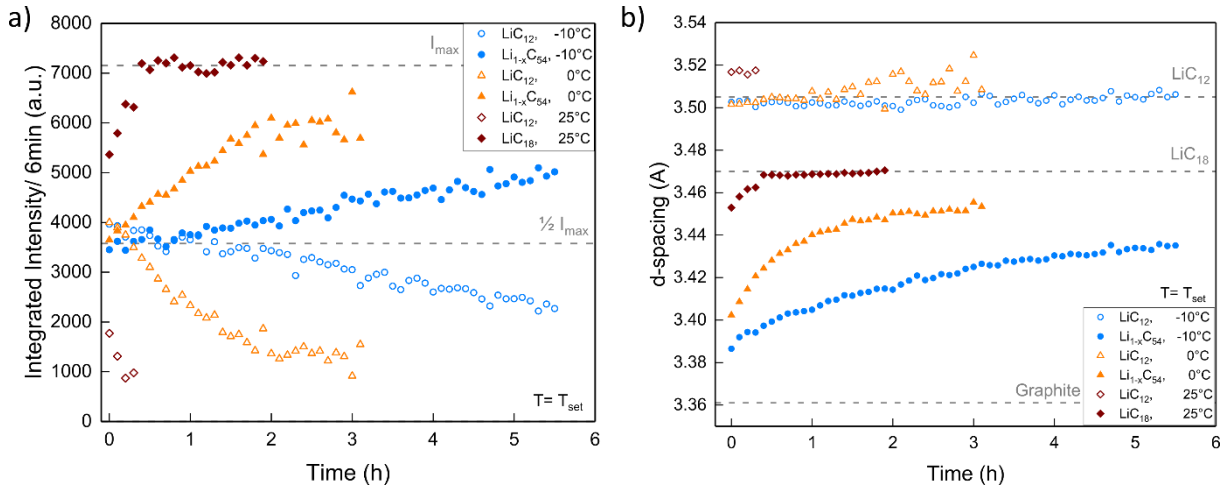 a)
Integrated Intensity/ 6min (a.u.)
8000
7000
6000
5000
4000
3000
2000
1000
0
I_max
½ I_max
LiC₁₂, -10°C
Li₁₋ₓC₅₄, -10°C
LiC₁₂, 0°C
Li₁₋ₓC₅₄, 0°C
LiC₁₂, 25°C
LiC₁₈, 25°C
T= T_set
0 1 2 3 4 5 6
Time (h)
b)
d-spacing (A)
3.54
3.52
3.50
3.48
3.46
3.44
3.42
3.40
3.38
3.36
LiC₁₂
LiC₁₈
Graphite
T= T_set
LiC₁₂, -10°C
Li₁₋ₓC₅₄, -10°C
LiC₁₂, 0°C
Li₁₋ₓC₅₄, 0°C
LiC₁₂, 25°C
LiC₁₈, 25°C
0 1 2 3 4 5 6
Time (h)